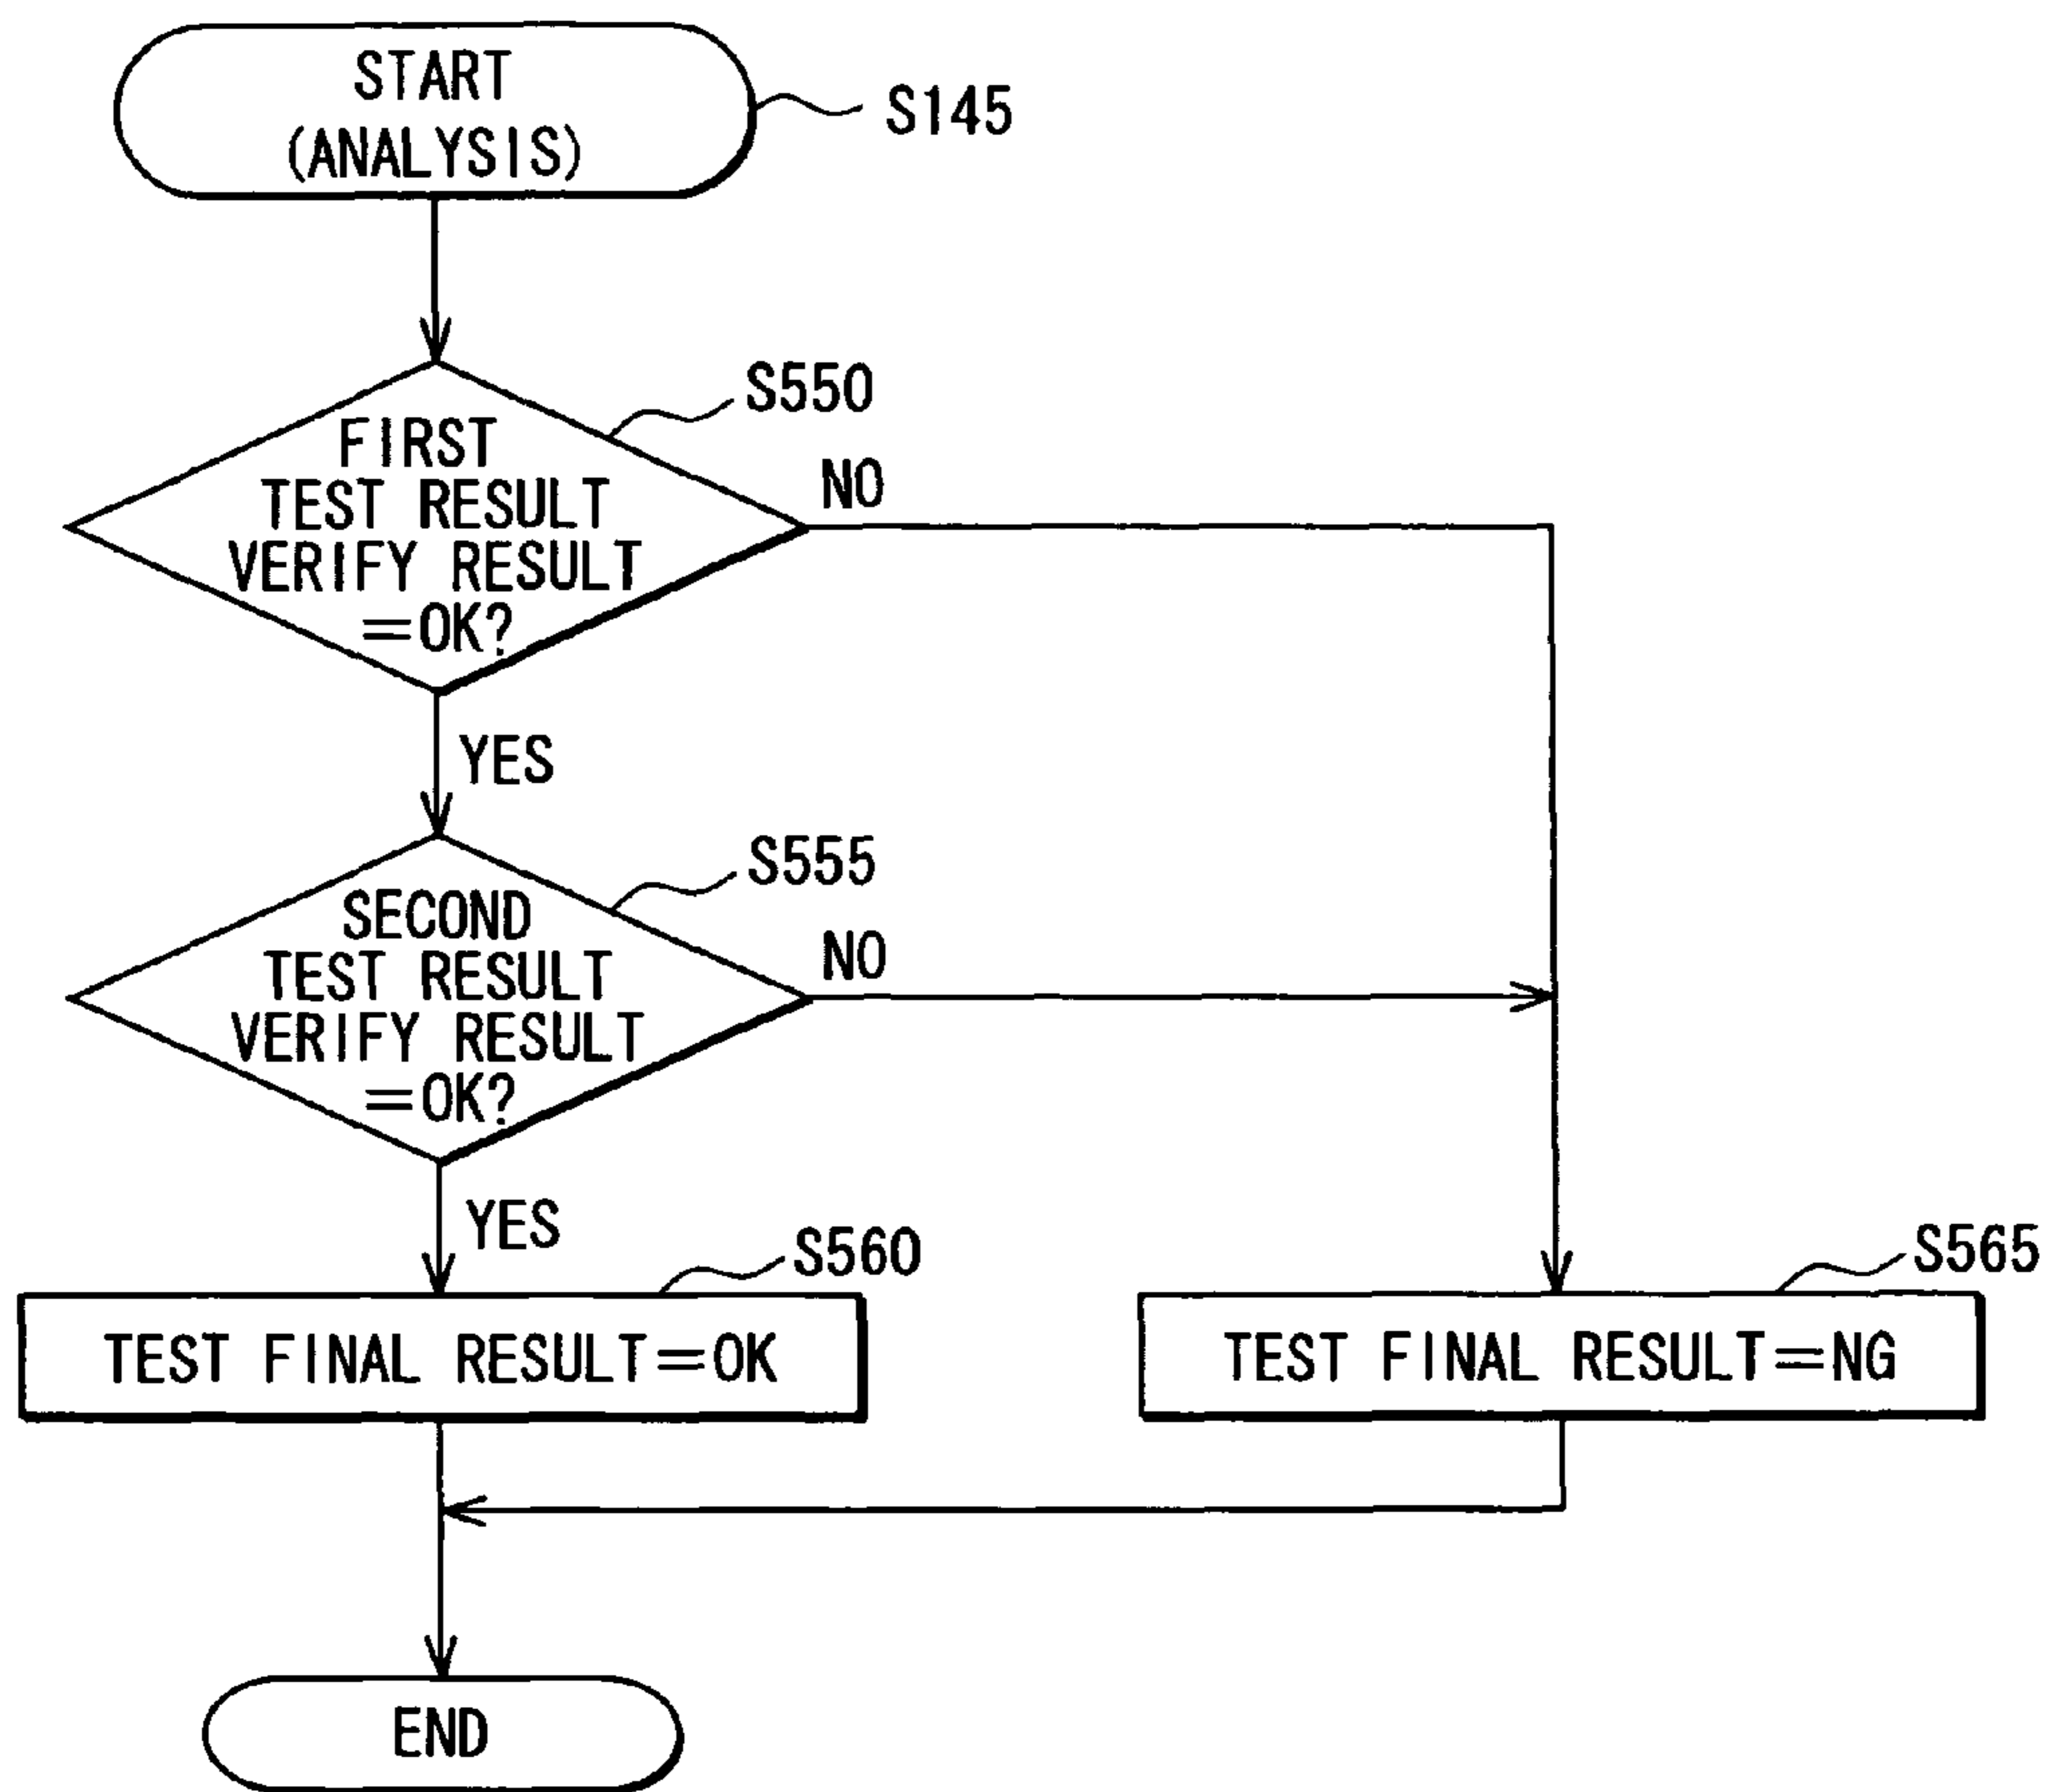 START
(ANALYSIS)
S145
S550
FIRST
TEST RESULT
VERIFY RESULT
=OK?
NO
YES
S555
SECOND
TEST RESULT
VERIFY RESULT
=OK?
NO
YES
S560
TEST FINAL RESULT=OK
S565
TEST FINAL RESULT=NG
END